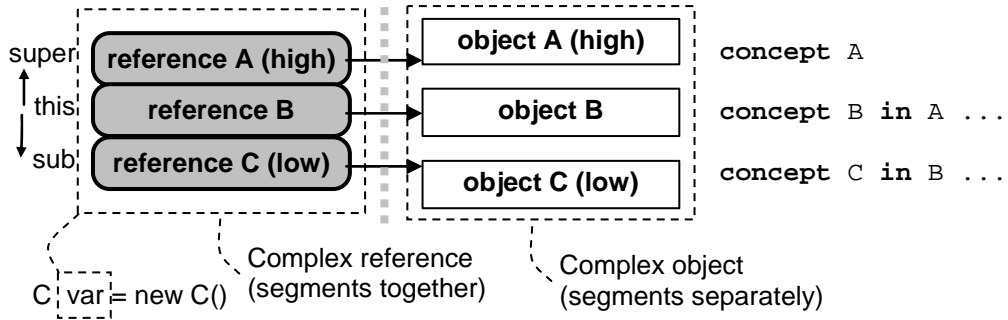 super
this
sub
reference A (high)
reference B
reference C (low)
object A (high)
object B
object C (low)
concept A
concept B in A ...
concept C in B ...
C var = new C()
Complex reference
(segments together)
Complex object
(segments separately)